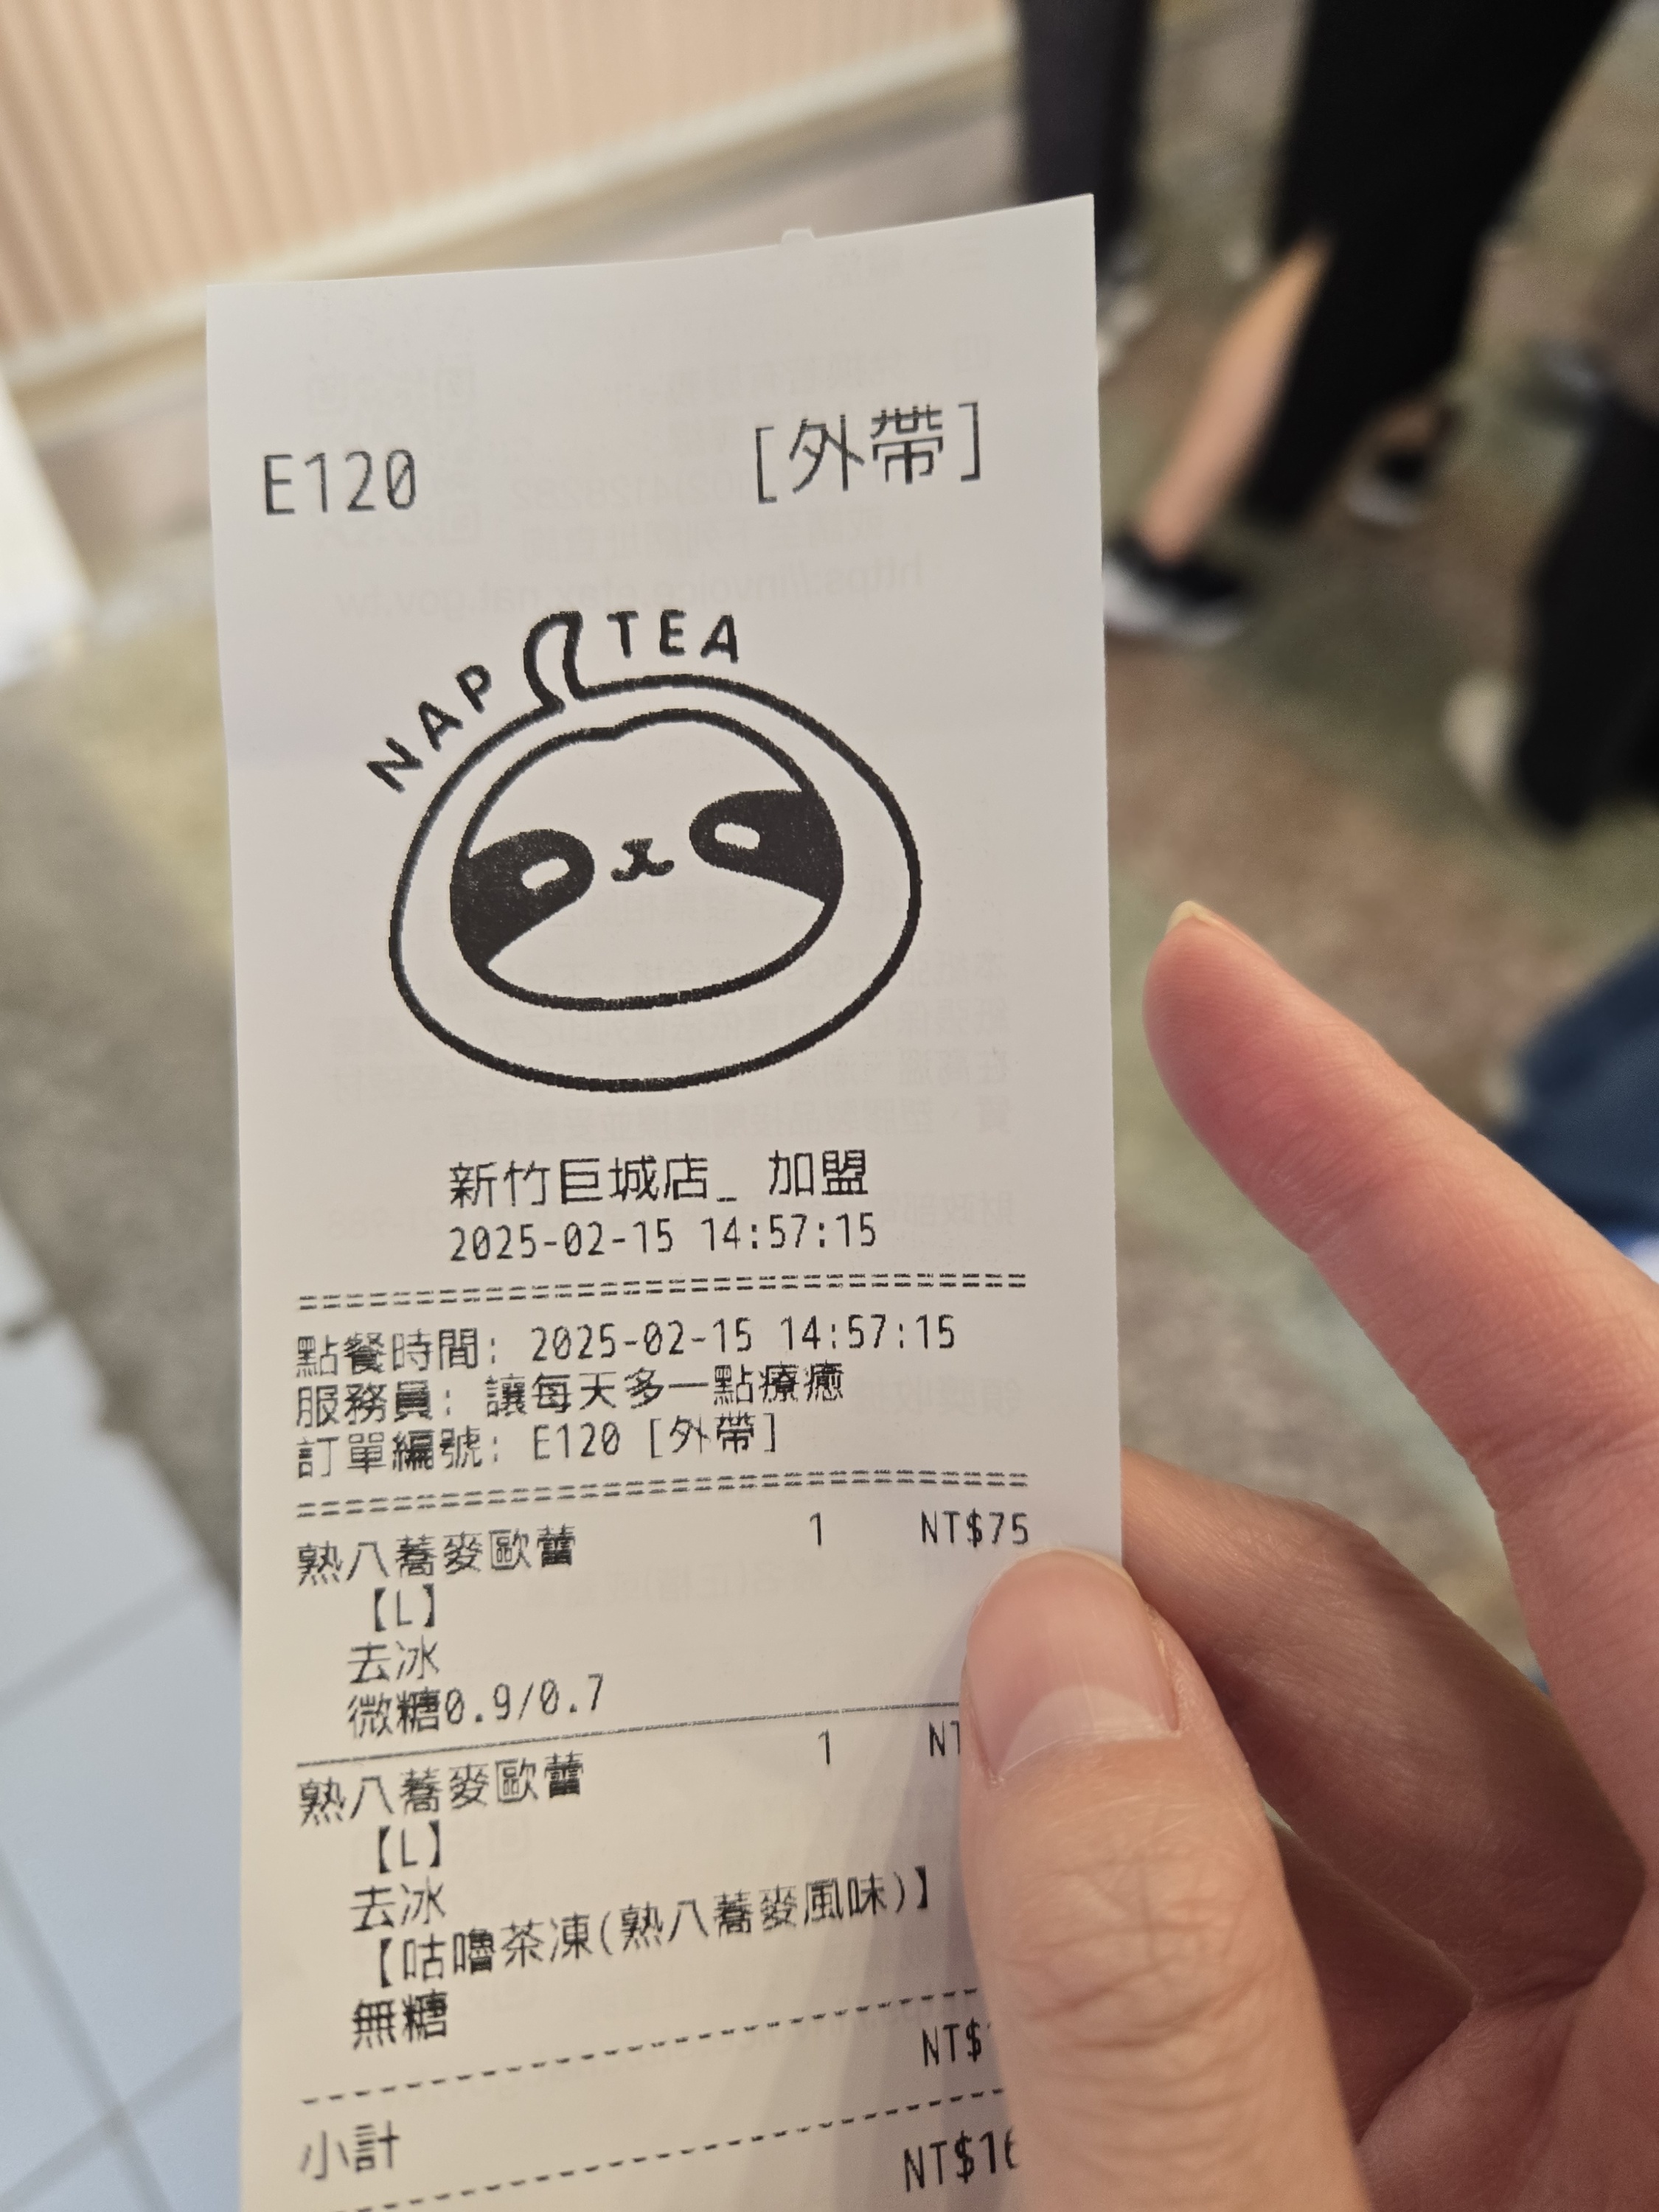 E120 [外帶]
NAP TEA
新竹巨城店_ 加盟
2025-02-15 14:57:15
點餐時間: 2025-02-15 14:57:15
服務員: 讓每天多一點療癒
訂單編號: E120 [外帶]
熟八蕎麥歐蕾 1 NT$75
【L】
去冰
微糖0.9/0.7
熟八蕎麥歐蕾 1
【L】
去冰
【咕嚕茶凍(熟八蕎麥風味)】
無糖
小計